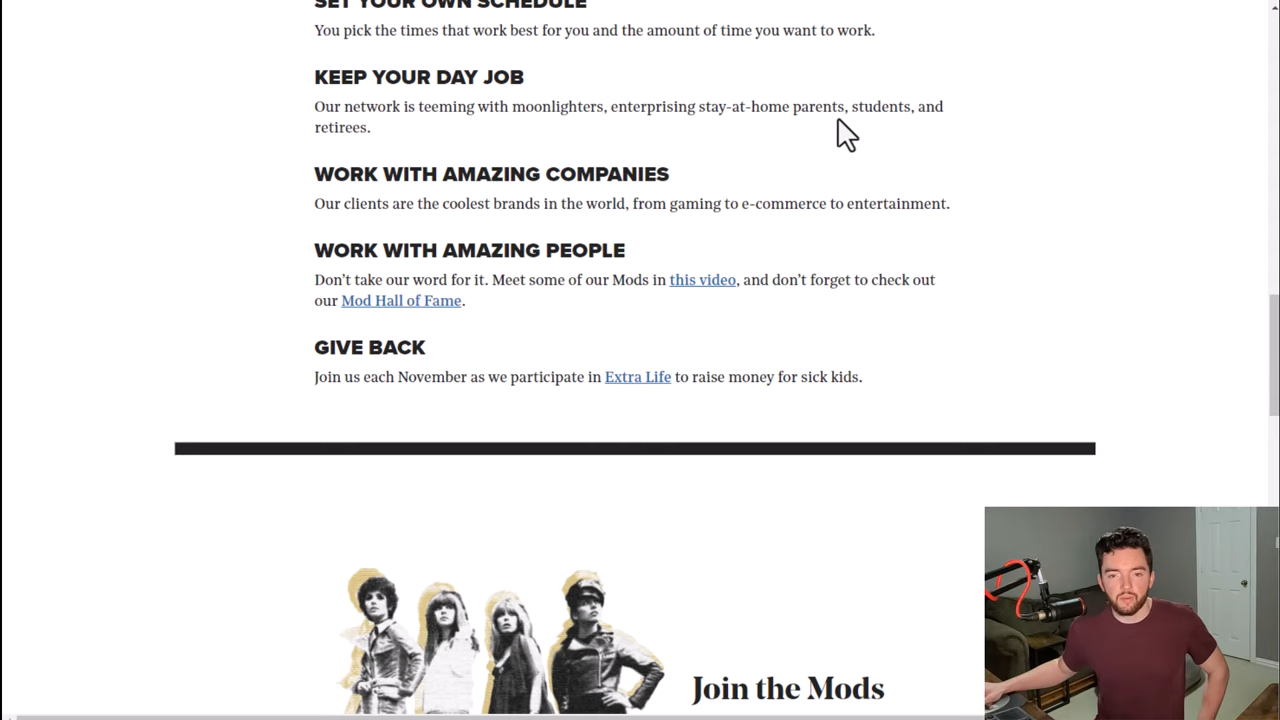 SET YOUR OWN SCHEDULE
You pick the times that work best for you and the amount of time you want to work.
KEEP YOUR DAY JOB
Our network is teeming with moonlighters, enterprising stay-at-home parents, students, and
retirees.
WORK WITH AMAZING COMPANIES
Our clients are the coolest brands in the world, from gaming to e-commerce to entertainment.
WORK WITH AMAZING PEOPLE
Don’t take our word for it. Meet some of our Mods in this video, and don’t forget to check out
our Mod Hall of Fame.
GIVE BACK
Join us each November as we participate in Extra Life to raise money for sick kids.
Join the Mods